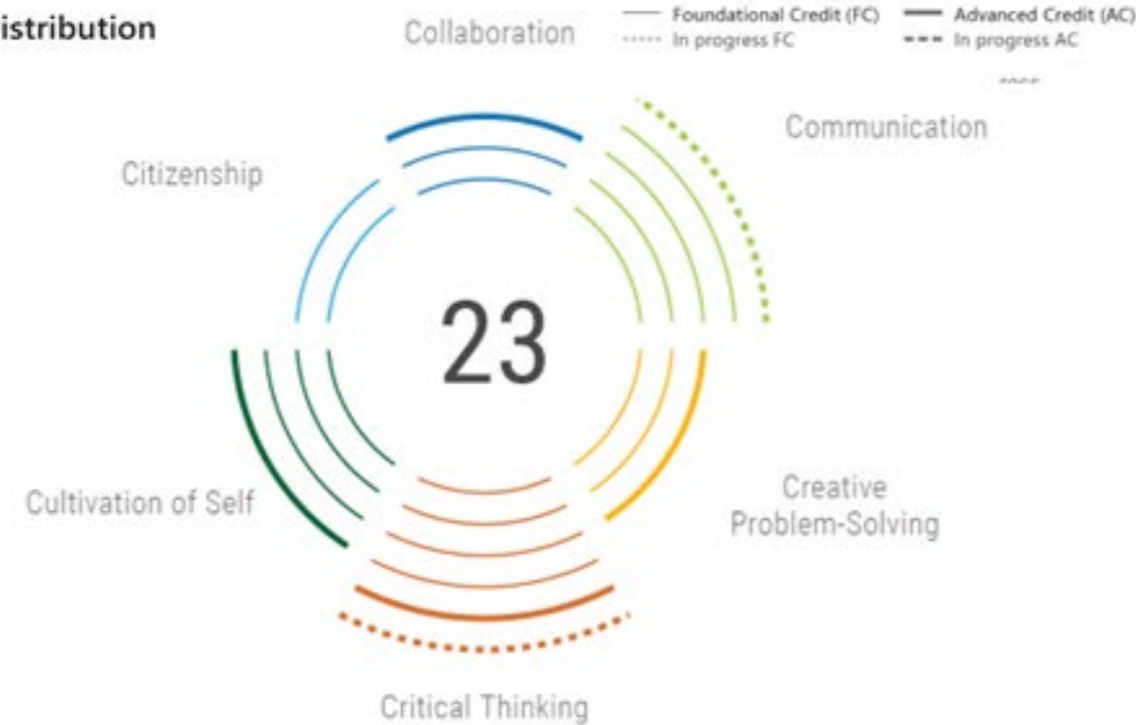 istribution
Collaboration
Foundational Credit (FC)
Advanced Credit (AC)
In progress FC
In progress AC
Communication
Citizenship
23
Cultivation of Self
Creative
Problem-Solving
Critical Thinking